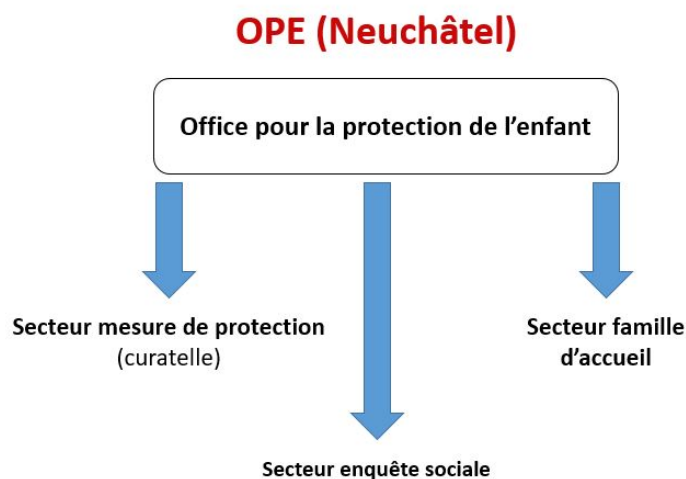 OPE (Neuchâtel)
Office pour la protection de l’enfant
Secteur mesure de protection
(curatelle)
Secteur famille
d’accueil
Secteur enquête sociale